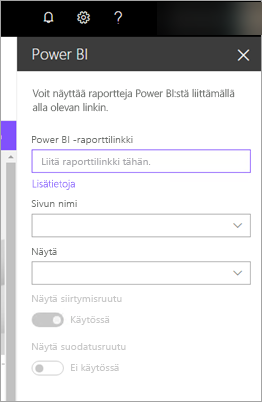 Power BI
Voit näyttää raportteja Power BI:stä liittämällä
alla olevan linkin.
Power BI -raporttilinkki
Liitä raporttilinkki tähän.
Lisätietoja
Sivun nimi
Näytä
Näytä siirtymisruutu
Käytössä
Näytä suodatusruutu
Ei käytössä